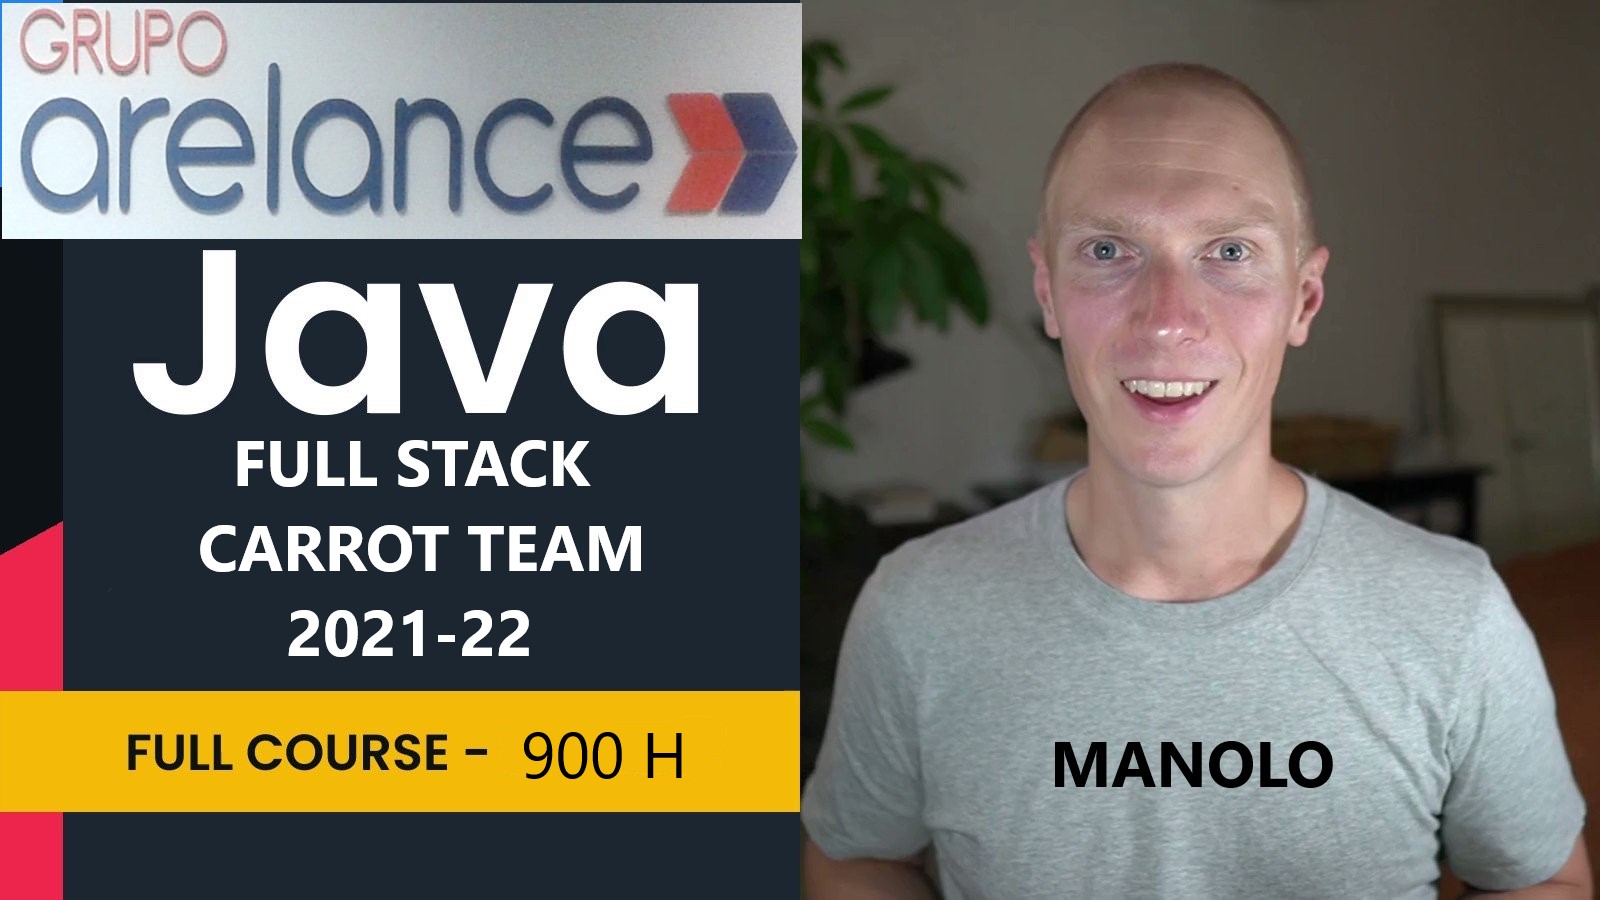 GRUPO
arelance
Java
FULL STACK
CARROT TEAM
2021-22
FULL COURSE - 900 H
MANOLO